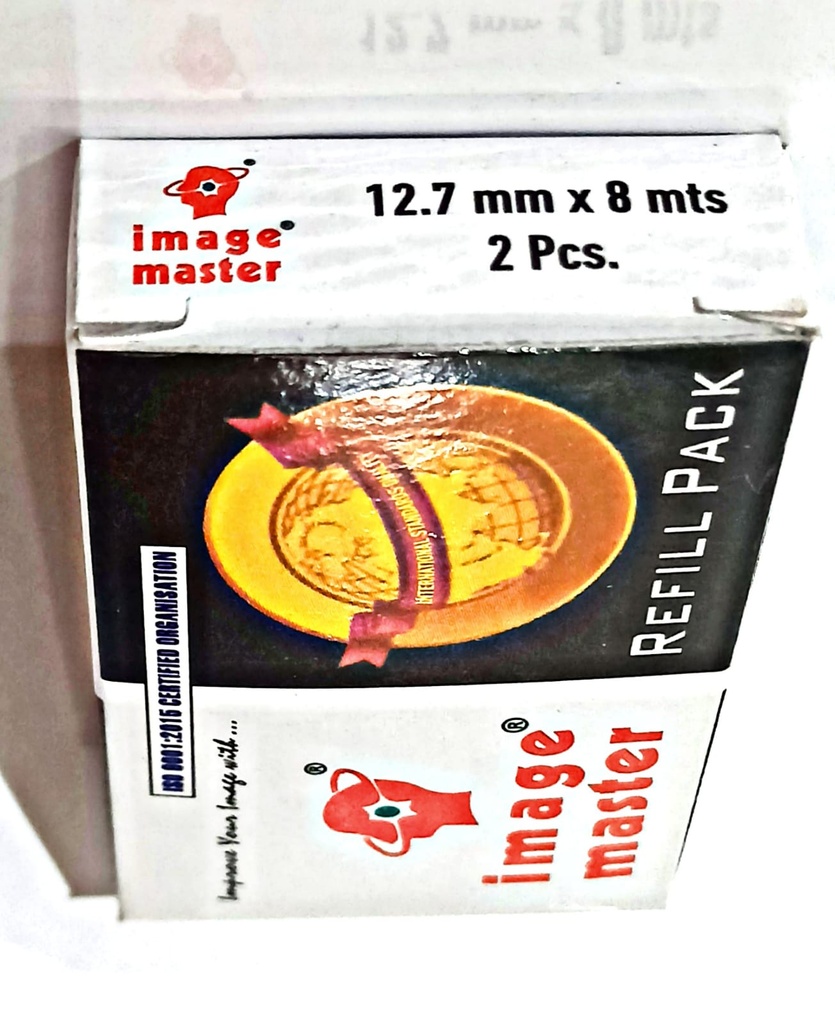 image
master
12.7 mm x 8 mts
2 Pcs.
ISO 9001:2015 CERTIFIED ORGANISATION
Improve Your Image with...
image®
master
®
INTERNATIONAL STANDARDS QUALITY
REFILL PACK